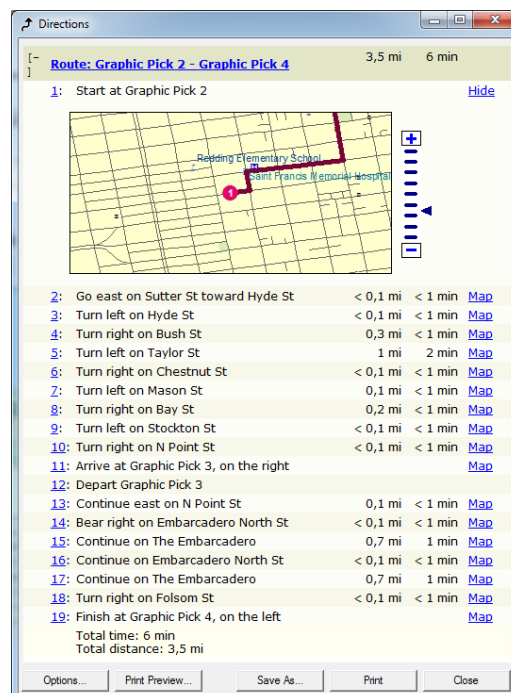 Directions
[-
]
Route: Graphic Pick 2 - Graphic Pick 4 3,5 mi 6 min
1: Start at Graphic Pick 2 Hide
Redding Elementary School
Saint Francis Memorial Hospital
1
2: Go east on Sutter St toward Hyde St < 0,1 mi < 1 min Map
3: Turn left on Hyde St < 0,1 mi < 1 min Map
4: Turn right on Bush St 0,3 mi < 1 min Map
5: Turn left on Taylor St 1 mi 2 min Map
6: Turn right on Chestnut St < 0,1 mi < 1 min Map
7: Turn left on Mason St 0,1 mi < 1 min Map
8: Turn right on Bay St 0,2 mi < 1 min Map
9: Turn left on Stockton St < 0,1 mi < 1 min Map
10: Turn right on N Point St < 0,1 mi < 1 min Map
11: Arrive at Graphic Pick 3, on the right Map
12: Depart Graphic Pick 3
13: Continue east on N Point St 0,1 mi < 1 min Map
14: Bear right on Embarcadero North St < 0,1 mi < 1 min Map
15: Continue on The Embarcadero 0,7 mi 1 min Map
16: Continue on Embarcadero North St < 0,1 mi < 1 min Map
17: Continue on The Embarcadero 0,7 mi 1 min Map
18: Turn right on Folsom St < 0,1 mi < 1 min Map
19: Finish at Graphic Pick 4, on the left Map
Total time: 6 min
Total distance: 3,5 mi
Options... Print Preview... Save As... Print Close